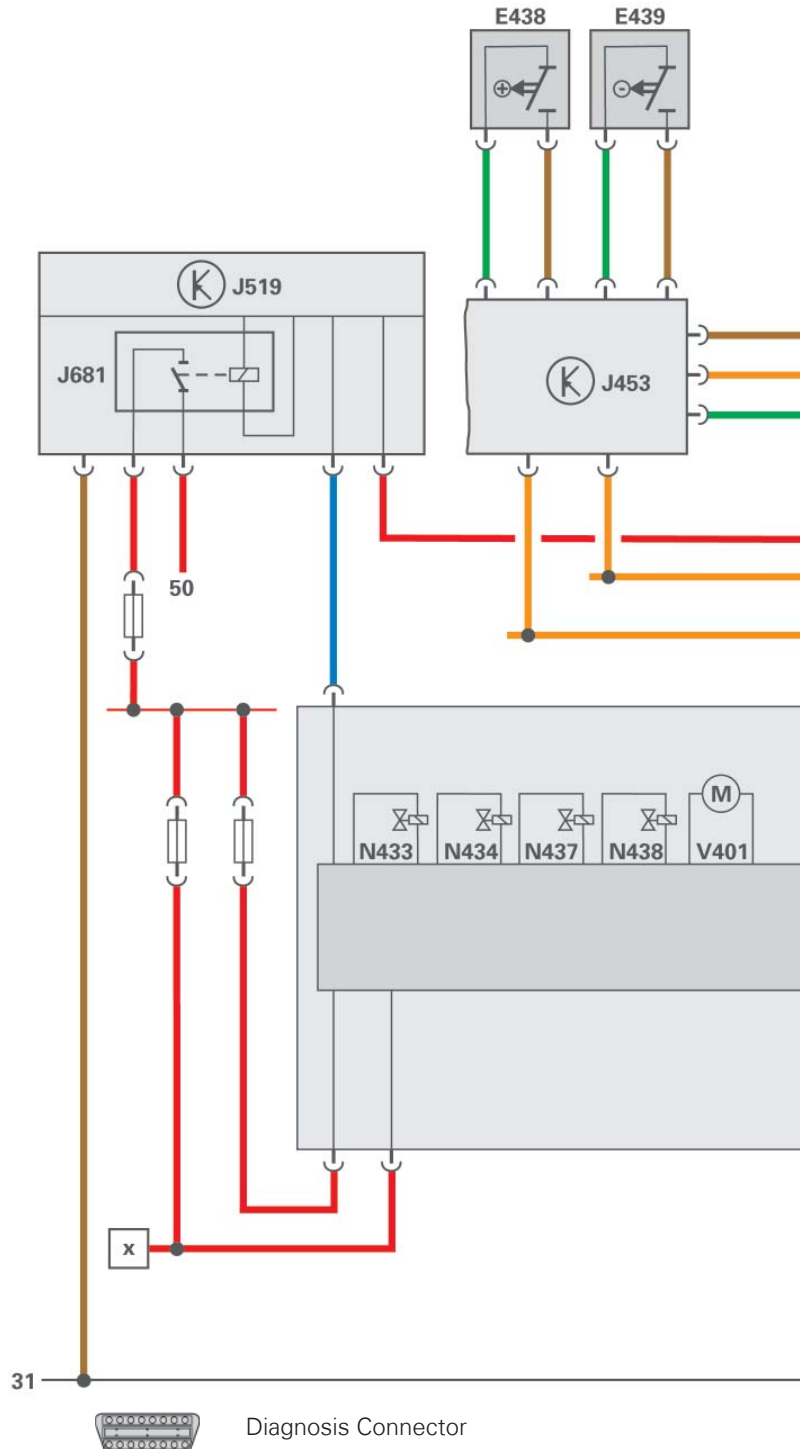 E438 E439
+ -
J519
J681
J453
50
M
N433 N434 N437 N438 V401
x
31
Diagnosis Connector